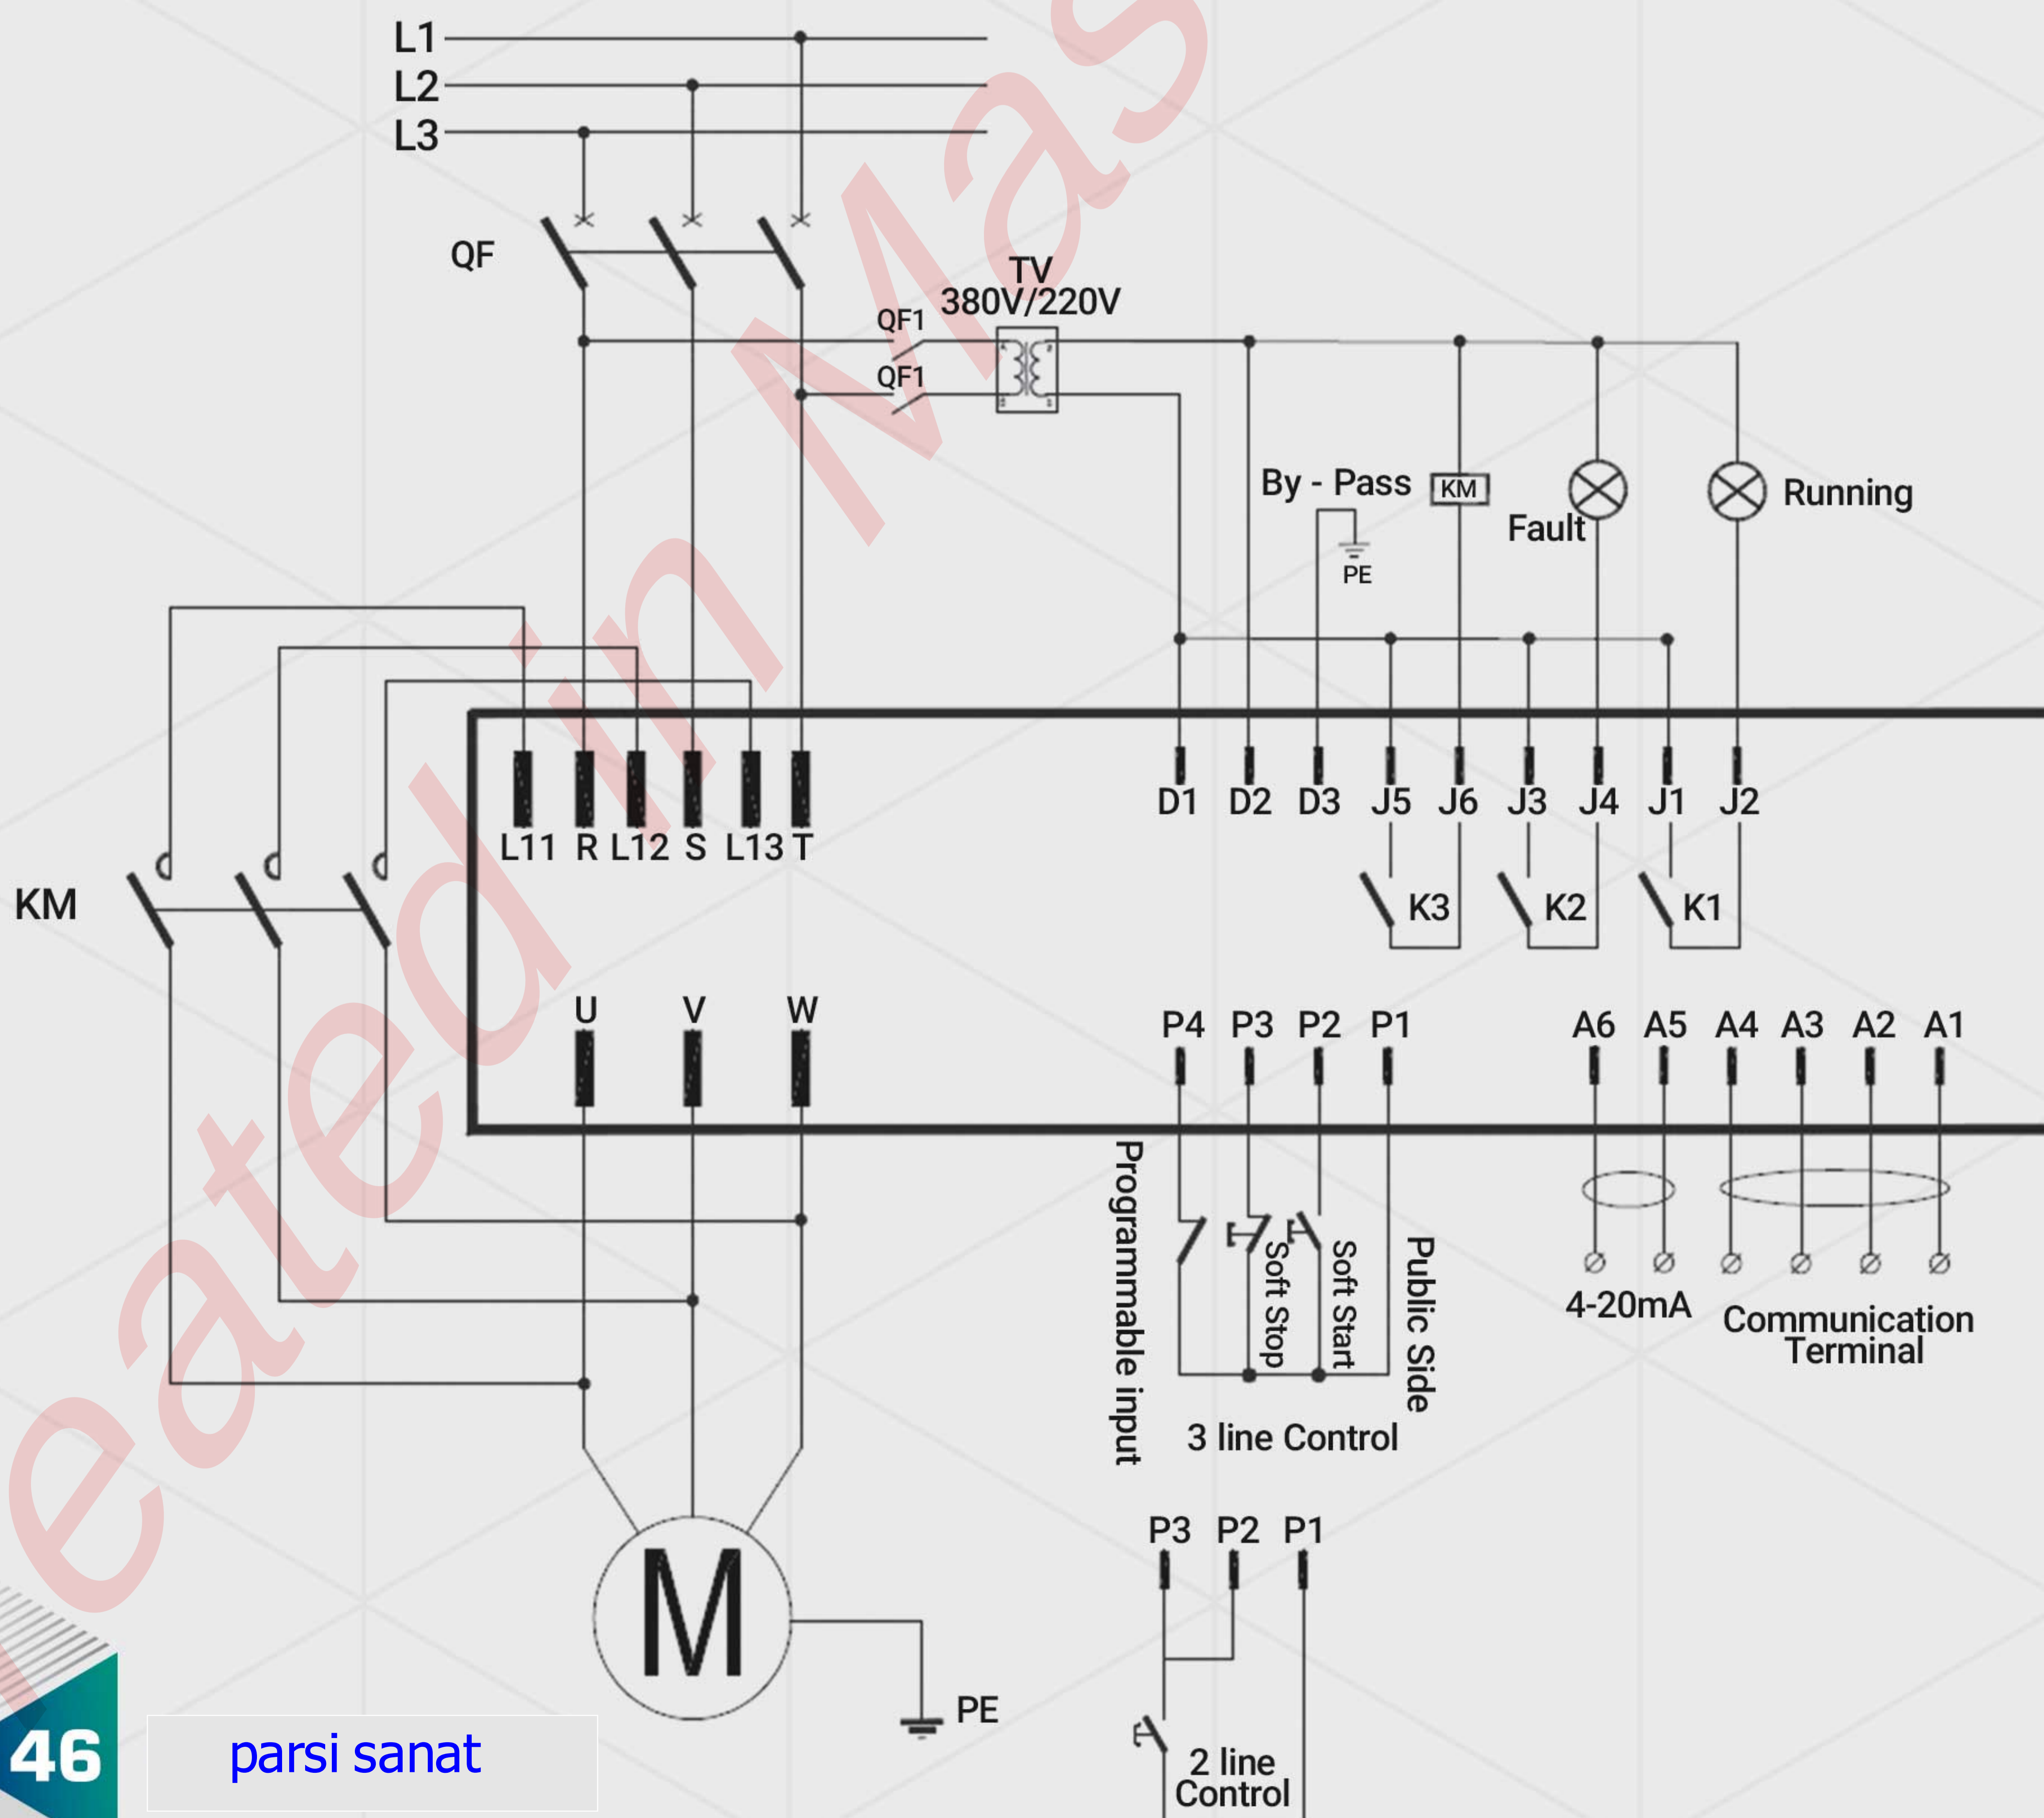 L1
L2
L3
QF
TV
380V/220V
QF1
QF1
By - Pass
KM
Fault
Running
PE
L11 R L12 S L13 T
D1 D2 D3 J5 J6 J3 J4 J1 J2
KM
K3 K2 K1
U V W
P4 P3 P2 P1
A6 A5 A4 A3 A2 A1
Programmable input
Soft Stop
Soft Start
Public Side
4-20mA
Communication
Terminal
3 line Control
P3 P2 P1
M
PE
2 line
Control
46
parsi sanat
eated in Mas